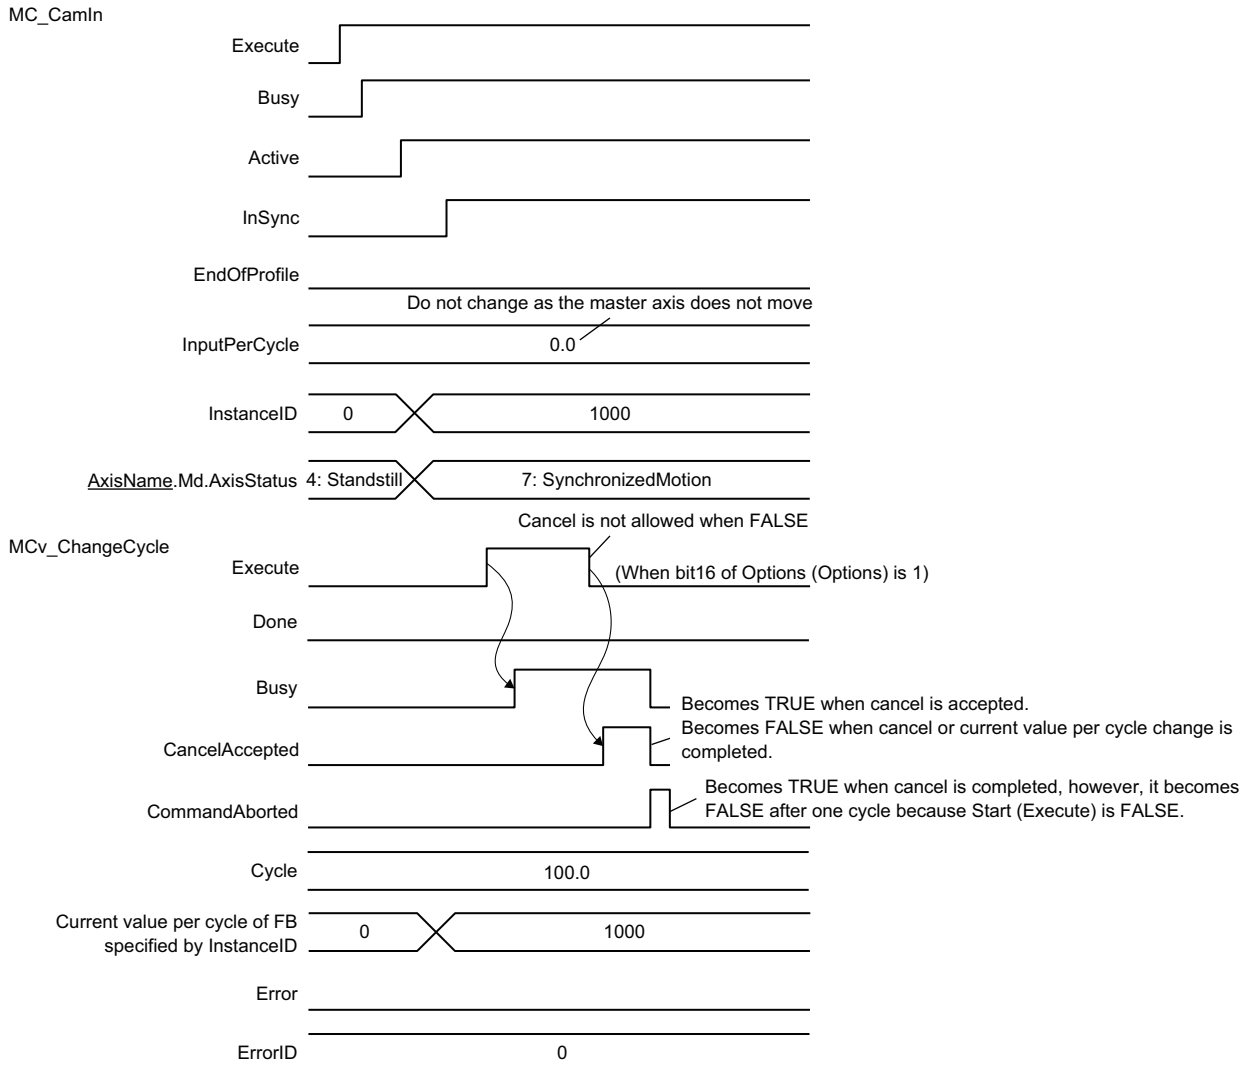 MC_CamIn
Execute
Busy
Active
InSync
EndOfProfile
Do not change as the master axis does not move
InputPerCycle
0.0
InstanceID
0
1000
AxisName.Md.AxisStatus
4: Standstill
7: SynchronizedMotion
Cancel is not allowed when FALSE
MCv_ChangeCycle
Execute
(When bit16 of Options (Options) is 1)
Done
Busy
Becomes TRUE when cancel is accepted.
Becomes FALSE when cancel or current value per cycle change is
completed.
CancelAccepted
Becomes TRUE when cancel is completed, however, it becomes
FALSE after one cycle because Start (Execute) is FALSE.
CommandAborted
Cycle
100.0
Current value per cycle of FB
specified by InstanceID
0
1000
Error
ErrorID
0